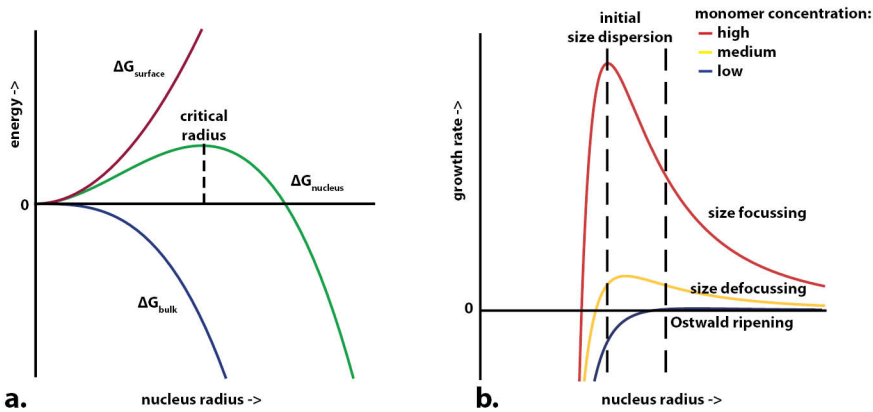 energy ->
0
ΔGsurface
critical
radius
ΔGnucleus
ΔGbulk
a.
nucleus radius ->
initial
size dispersion
monomer concentration:
high
medium
low
growth rate ->
0
size focussing
size defocussing
Ostwald ripening
b.
nucleus radius ->